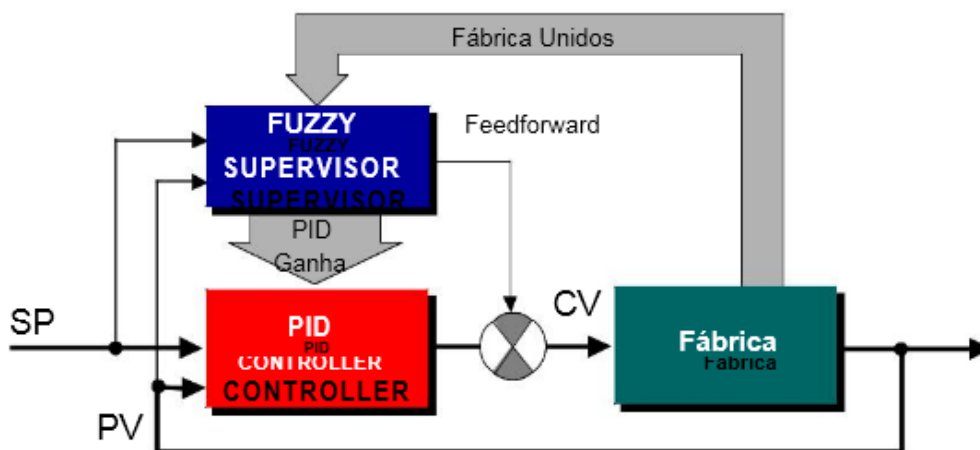 Fábrica Unidos
FUZZY
FUZZY
SUPERVISOR
SUPERVISOR
Feedforward
PID
Ganha
SP
PID
PID
CONTROLLER
CONTROLLER
CV
Fábrica
Fabrica
PV